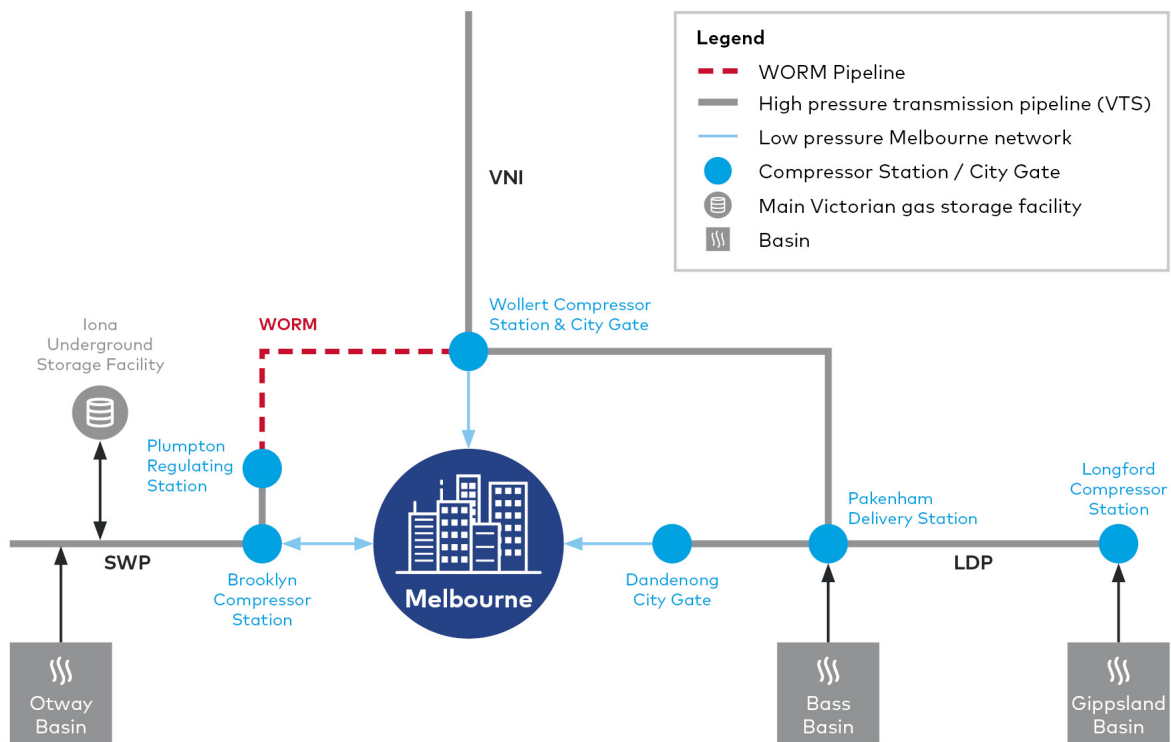 Legend
WORM Pipeline
High pressure transmission pipeline (VTS)
Low pressure Melbourne network
Compressor Station / City Gate
Main Victorian gas storage facility
Basin
VNI
Wollert Compressor
Station & City Gate
WORM
Iona
Underground
Storage Facility
Plumpton
Regulating
Station
Longford
Compressor
Station
Pakenham
Delivery Station
SWP
LDP
Brooklyn
Compressor
Station
Melbourne
Dandenong
City Gate
Otway
Basin
Bass
Basin
Gippsland
Basin